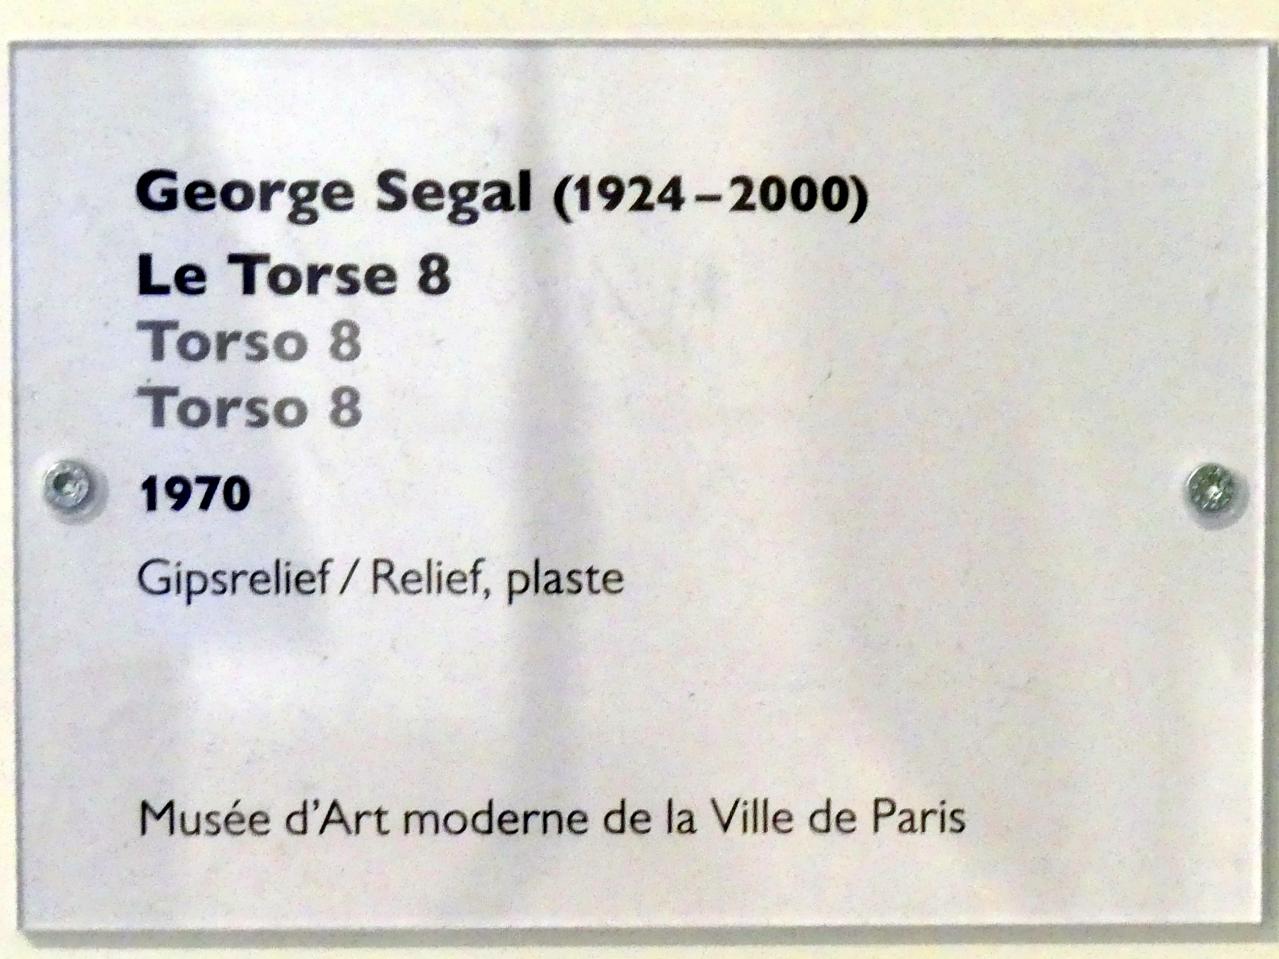 George Segal (1924–2000)
Le Torse 8
Torso 8
Torso 8
1970
Gipsrelief / Relief, plaste
Musée d’Art moderne de la Ville de Paris